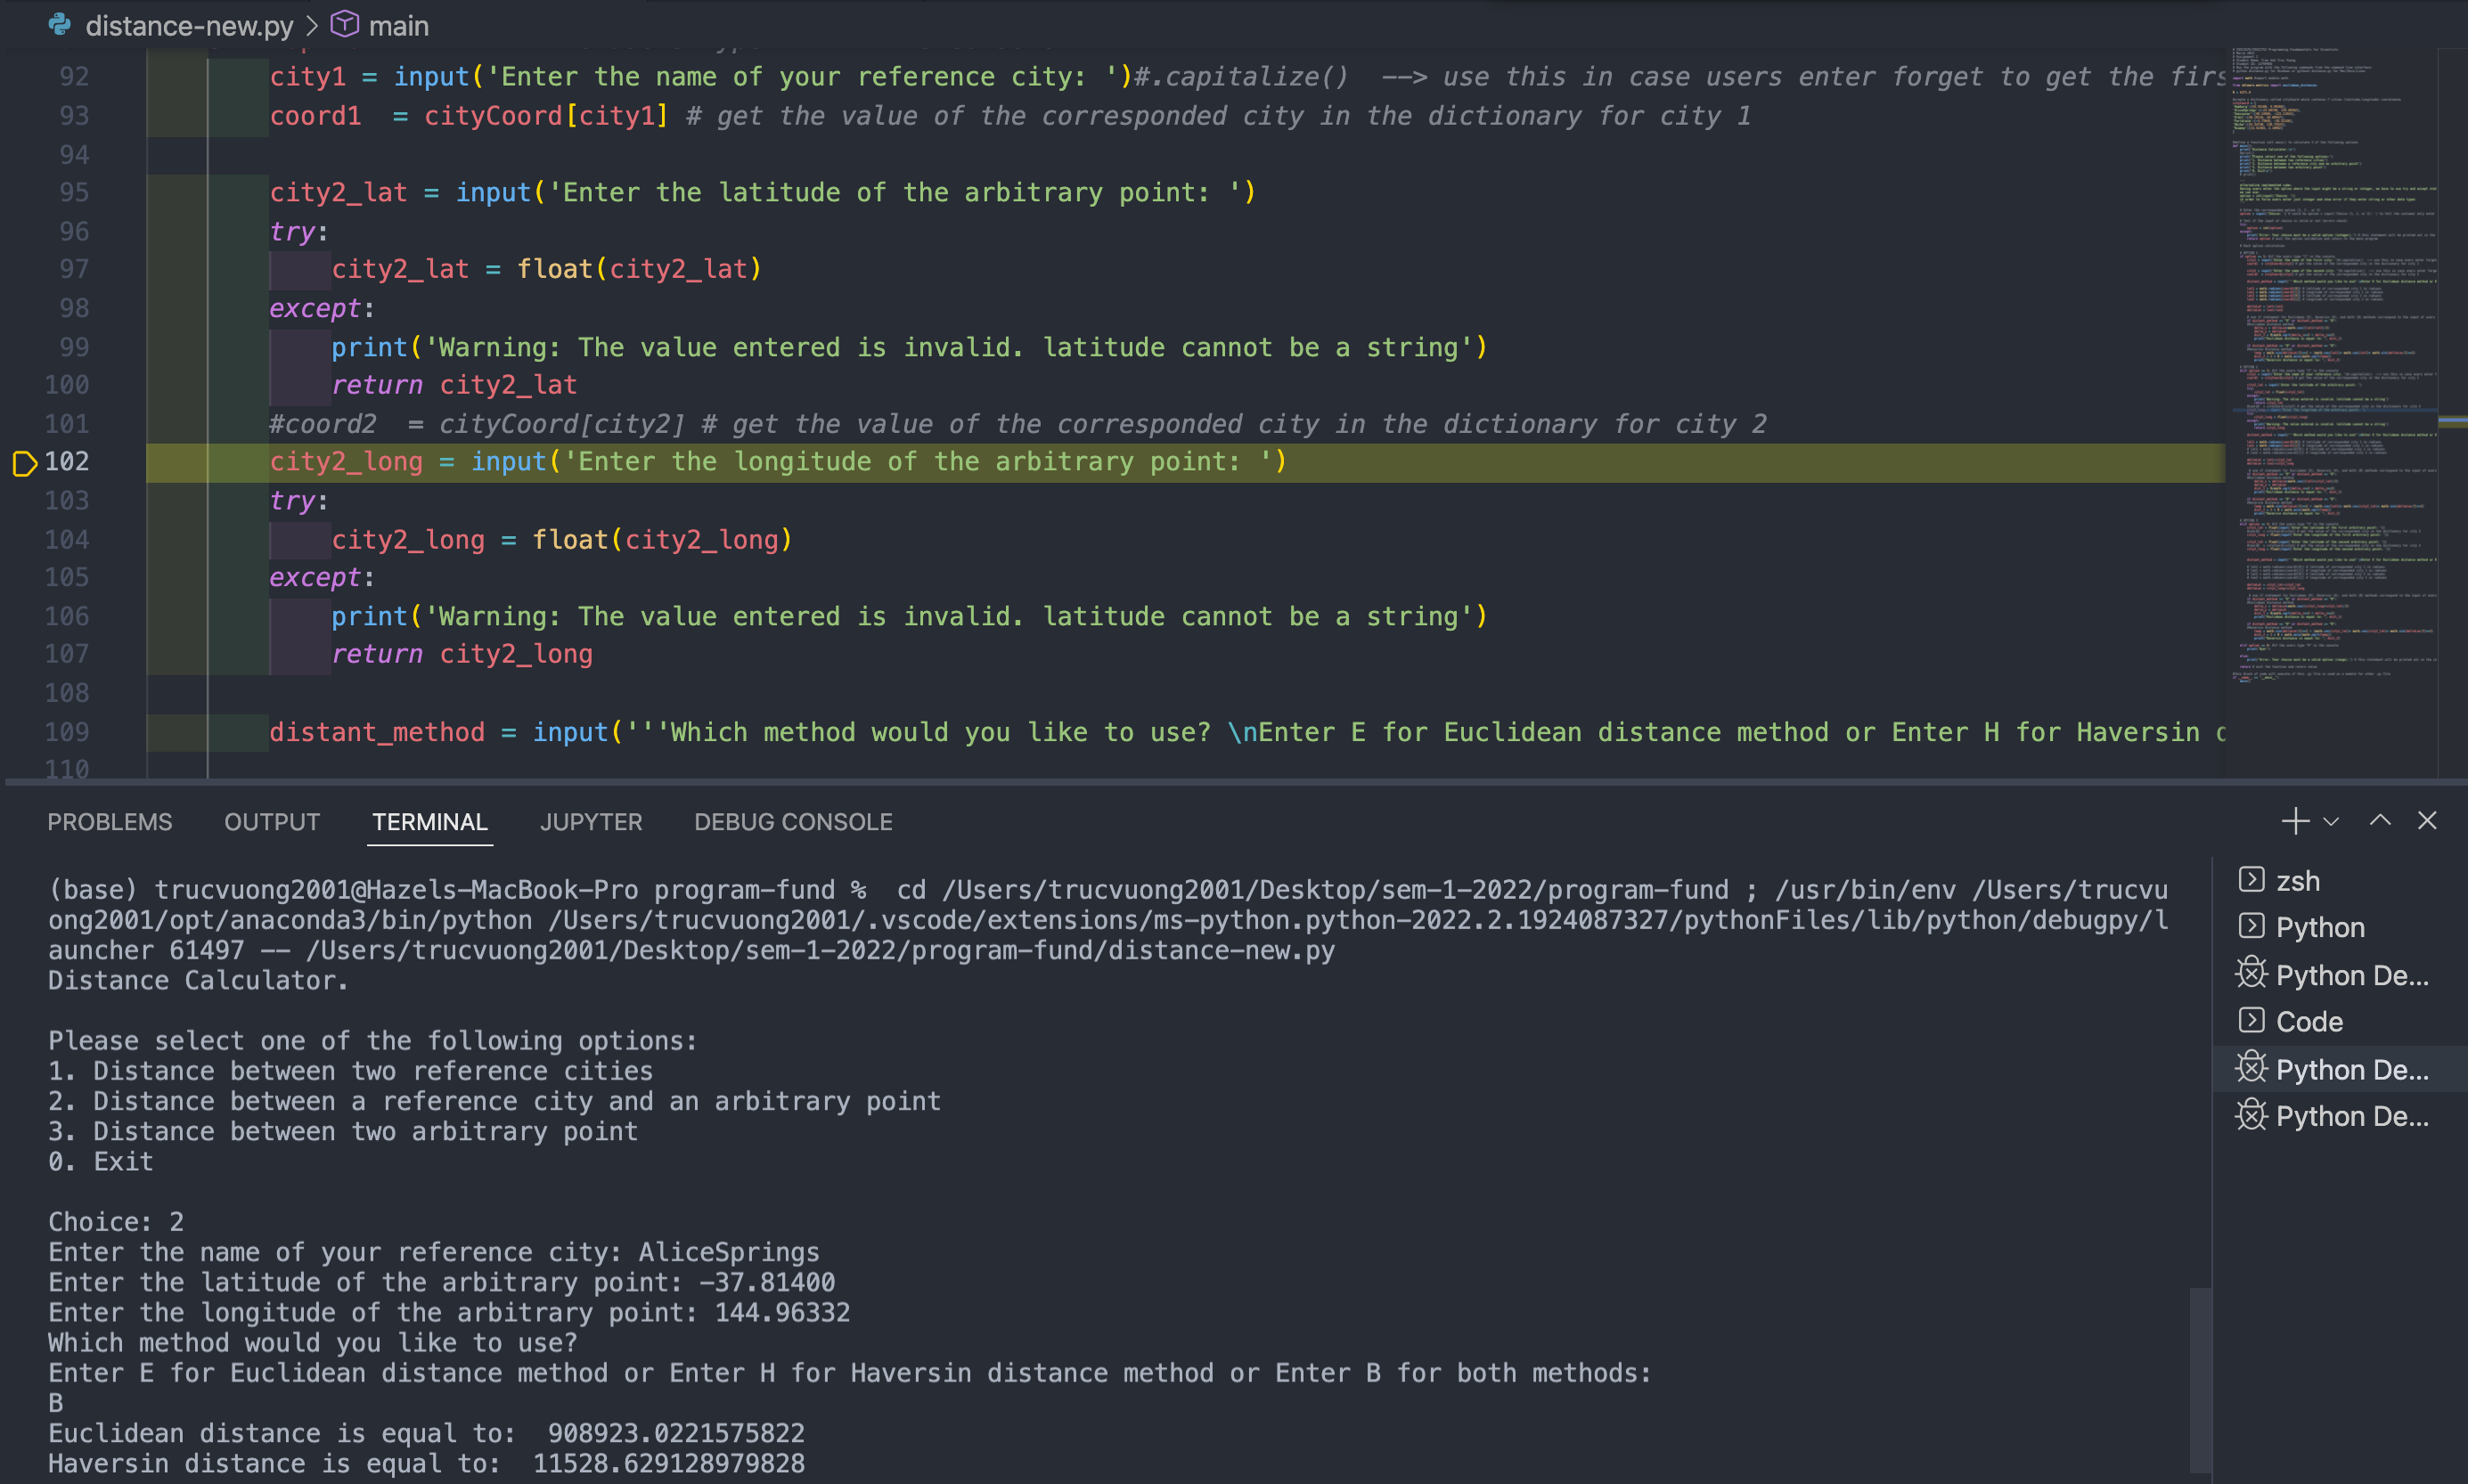 distance-new.py > main
92 city1 = input('Enter the name of your reference city: ')#.capitalize()  --> use this in case users enter forget to get the firs
93 coord1  = cityCoord[city1] # get the value of the corresponded city in the dictionary for city 1
94
95 city2_lat = input('Enter the latitude of the arbitrary point: ')
96 try:
97 city2_lat = float(city2_lat)
98 except:
99 print('Warning: The value entered is invalid. latitude cannot be a string')
100 return city2_lat
101 #coord2  = cityCoord[city2] # get the value of the corresponded city in the dictionary for city 2
102 city2_long = input('Enter the longitude of the arbitrary point: ')
103 try:
104 city2_long = float(city2_long)
105 except:
106 print('Warning: The value entered is invalid. latitude cannot be a string')
107 return city2_long
108
109 distant_method = input('''Which method would you like to use? \nEnter E for Euclidean distance method or Enter H for Haversin d
110
PROBLEMS OUTPUT TERMINAL JUPYTER DEBUG CONSOLE
(base) trucvuong2001@Hazels-MacBook-Pro program-fund %  cd /Users/trucvuong2001/Desktop/sem-1-2022/program-fund ; /usr/bin/env /Users/trucvu
ong2001/opt/anaconda3/bin/python /Users/trucvuong2001/.vscode/extensions/ms-python.python-2022.2.1924087327/pythonFiles/lib/python/debugpy/l
auncher 61497 -- /Users/trucvuong2001/Desktop/sem-1-2022/program-fund/distance-new.py
Distance Calculator.
Please select one of the following options:
1. Distance between two reference cities
2. Distance between a reference city and an arbitrary point
3. Distance between two arbitrary point
0. Exit
Choice: 2
Enter the name of your reference city: AliceSprings
Enter the latitude of the arbitrary point: -37.81400
Enter the longitude of the arbitrary point: 144.96332
Which method would you like to use?
Enter E for Euclidean distance method or Enter H for Haversin distance method or Enter B for both methods:
B
Euclidean distance is equal to:  908923.0221575822
Haversin distance is equal to:  11528.629128979828
zsh
Python
Python De...
Code
Python De...
Python De...